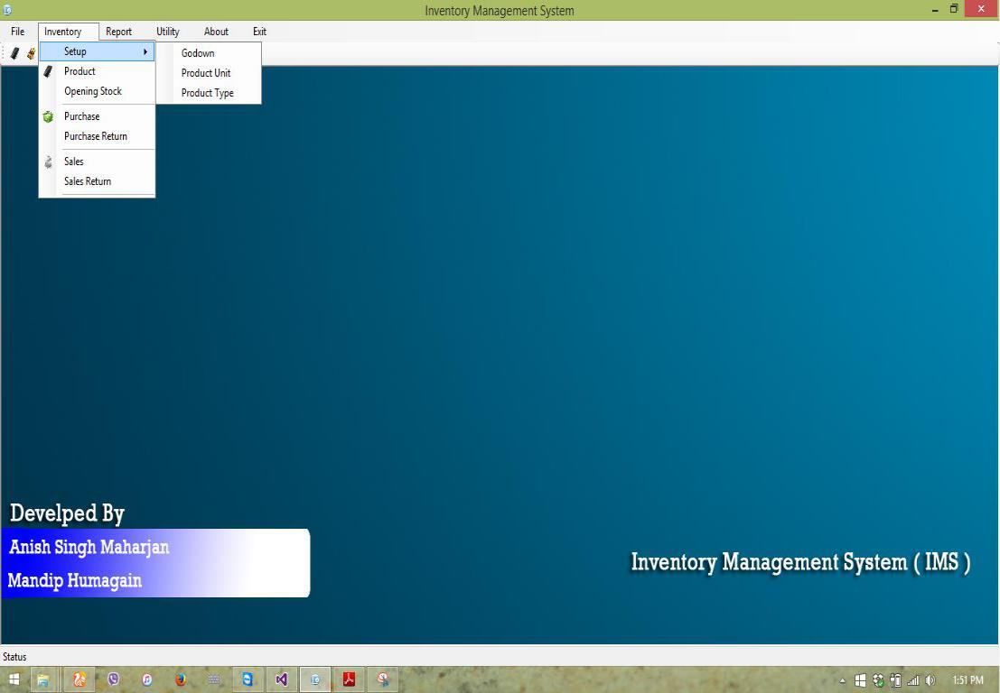 Inventory Management System
File Inventory Report Utility About Exit
Setup
Godown
Product Unit
Product Type
Product
Opening Stock
Purchase
Purchase Return
Sales
Sales Return
Develped By
Anish Singh Maharjan
Mandip Humagain
Inventory Management System ( IMS )
Status
1:51 PM